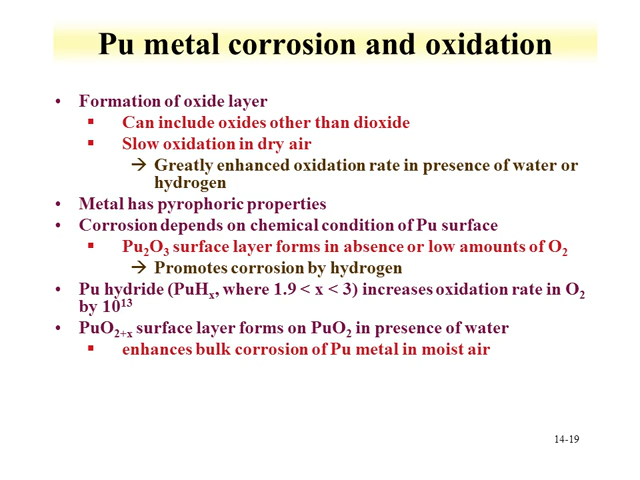 Pu metal corrosion and oxidation
• Formation of oxide layer
▪ Can include oxides other than dioxide
▪ Slow oxidation in dry air
→ Greatly enhanced oxidation rate in presence of water or
hydrogen
• Metal has pyrophoric properties
• Corrosion depends on chemical condition of Pu surface
▪ Pu₂O₃ surface layer forms in absence or low amounts of O₂
→ Promotes corrosion by hydrogen
• Pu hydride (PuHₓ, where 1.9 < x < 3) increases oxidation rate in O₂
by 10¹³
• PuO₂₊ₓ surface layer forms on PuO₂ in presence of water
▪ enhances bulk corrosion of Pu metal in moist air
14-19